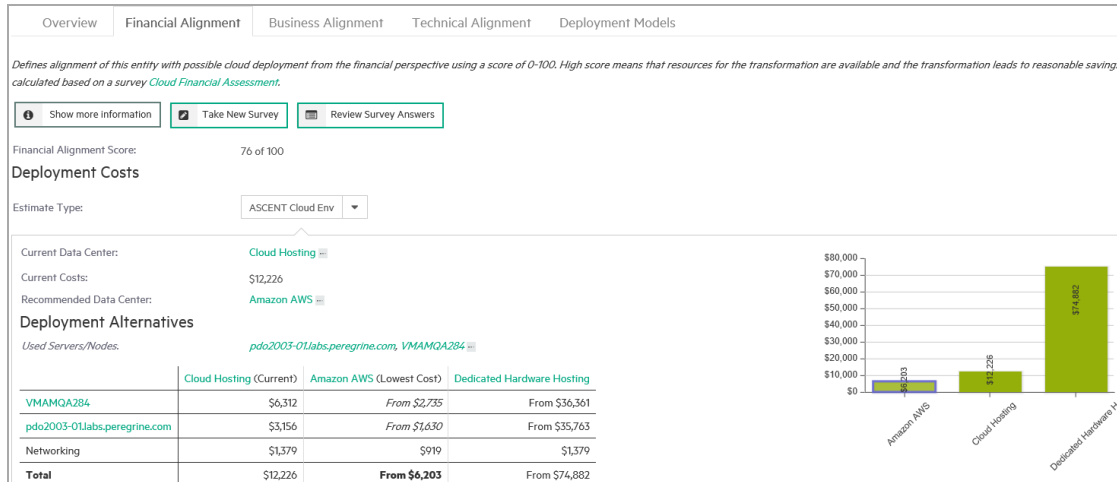 Overview Financial Alignment Business Alignment Technical Alignment Deployment Models
Defines alignment of this entity with possible cloud deployment from the financial perspective using a score of 0-100. High score means that resources for the transformation are available and the transformation leads to reasonable saving
calculated based on a survey Cloud Financial Assessment.
Show more information Take New Survey Review Survey Answers
Financial Alignment Score: 76 of 100
Deployment Costs
Estimate Type: ASCENT Cloud Env
Current Data Center: Cloud Hosting
Current Costs: $12,226
Recommended Data Center: Amazon AWS
Deployment Alternatives
Used Servers/Nodes. pdo2003-01.labs.peregrine.com, VMAMQA284
Cloud Hosting (Current) Amazon AWS (Lowest Cost) Dedicated Hardware Hosting
VMAMQA284 $6,312 From $2,735 From $36,361
pdo2003-01.labs.peregrine.com $3,156 From $1,630 From $35,763
Networking $1,379 $919 $1,379
Total $12,226 From $6,203 From $74,882
$80,000
$70,000
$60,000
$50,000
$40,000
$30,000
$20,000
$10,000
$0
$6,203
$12,226
$74,882
Amazon AWS
Cloud Hosting
Dedicated Hardware H